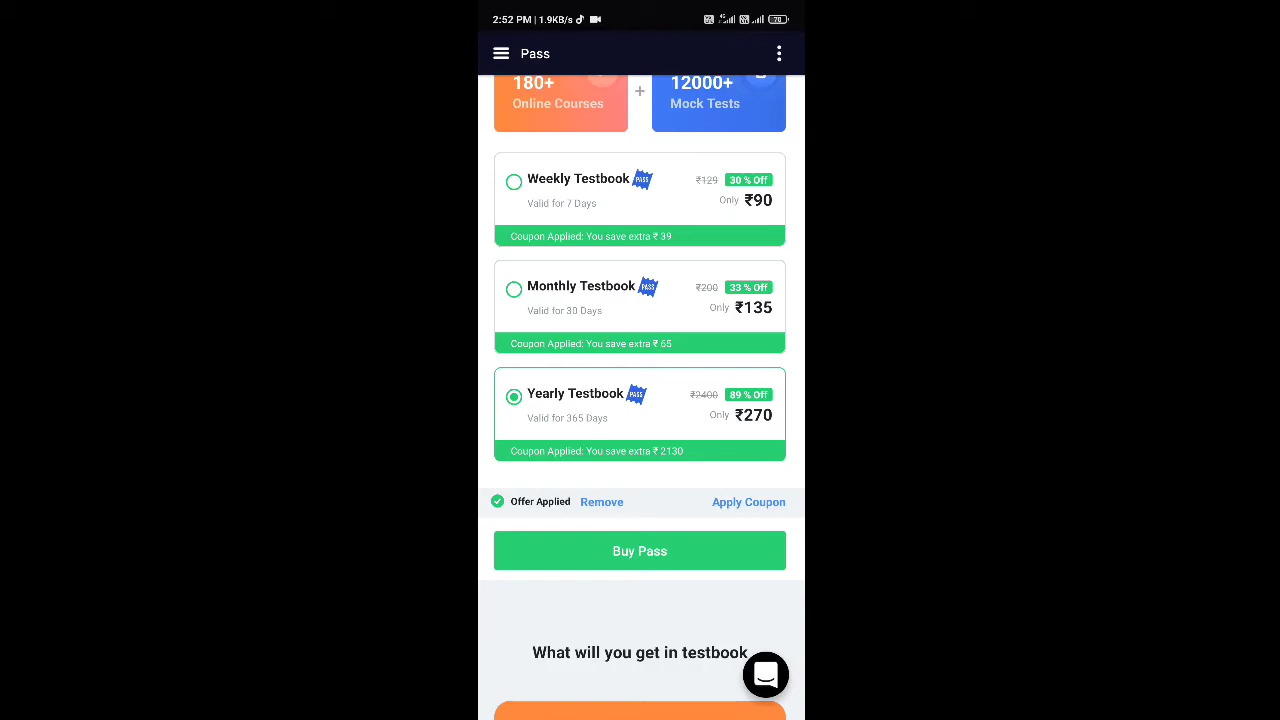 2:52 PM | 1.9KB/s
78
Pass
180+
Online Courses
+
12000+
Mock Tests
Weekly Testbook PASS
₹129 30 % Off
Valid for 7 Days
Only ₹90
Coupon Applied: You save extra ₹ 39
Monthly Testbook PASS
₹200 33 % Off
Valid for 30 Days
Only ₹135
Coupon Applied: You save extra ₹ 65
Yearly Testbook PASS
₹2400 89 % Off
Valid for 365 Days
Only ₹270
Coupon Applied: You save extra ₹ 2130
Offer Applied Remove Apply Coupon
Buy Pass
What will you get in testbook